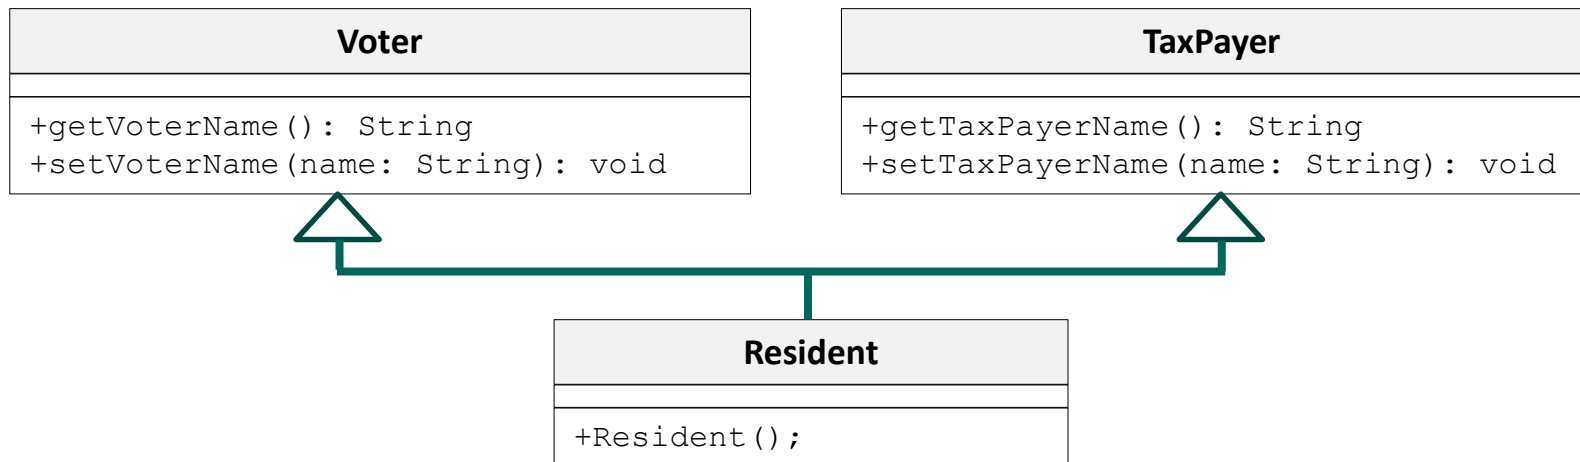 Voter
+getVoterName(): String
+setVoterName(name: String): void
TaxPayer
+getTaxPayerName(): String
+setTaxPayerName(name: String): void
Resident
+Resident();